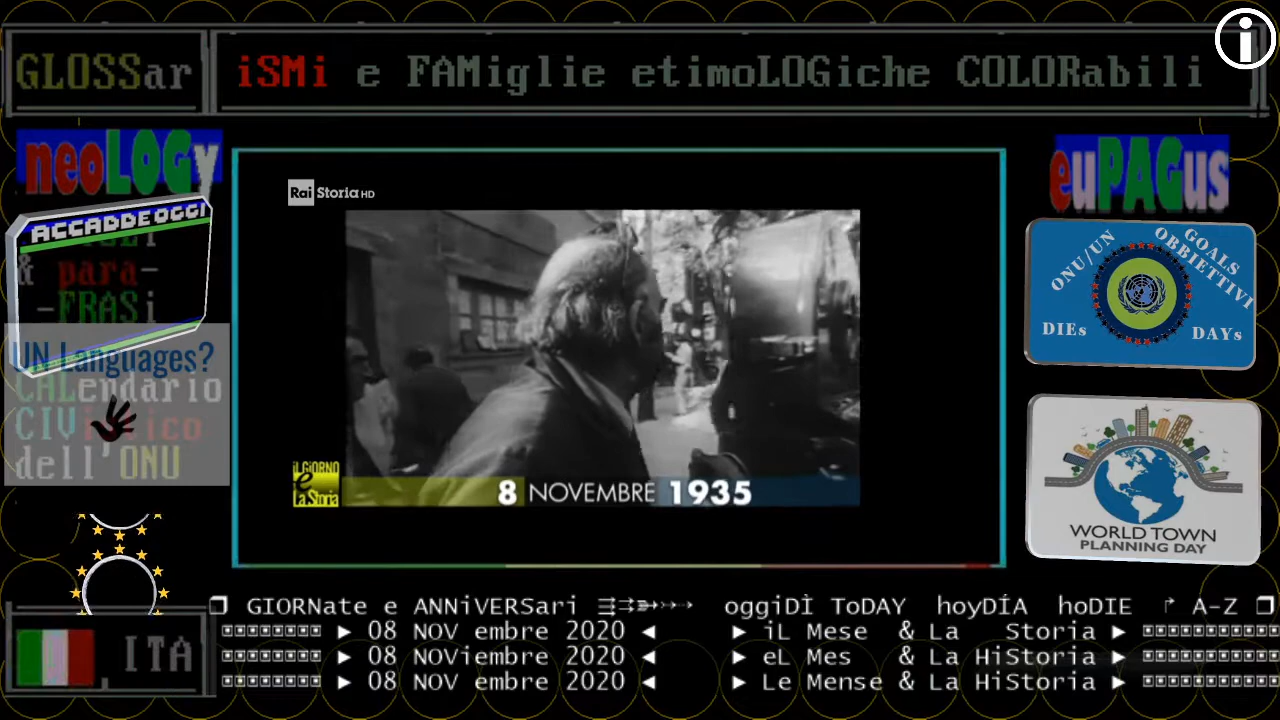 GLOSSar
iSMi e FAMiglie etimoLOGiche COLORabili
i
neoLOGy
ACCADDE OGGI
& para-
-FRASi
UN Languages?
CALendario
CIVico
dell'ONU
ITA
Rai Storia HD
iL GiORNO
e
La Storia
8 NOVEMBRE 1935
euPAGus
ONU/UN
GOALS
OBBIETTIVI
DIEs
DAYs
WORLD TOWN
PLANNING DAY
GIORNate e ANNiVERSari oggiDÌ ToDAY hoyDÍA hoDIE A-Z
08 NOV embre 2020 iL Mese & La Storia
08 NOViembre 2020 eL Mes & La HiStoria
08 NOV embre 2020 Le Mense & La HiStoria